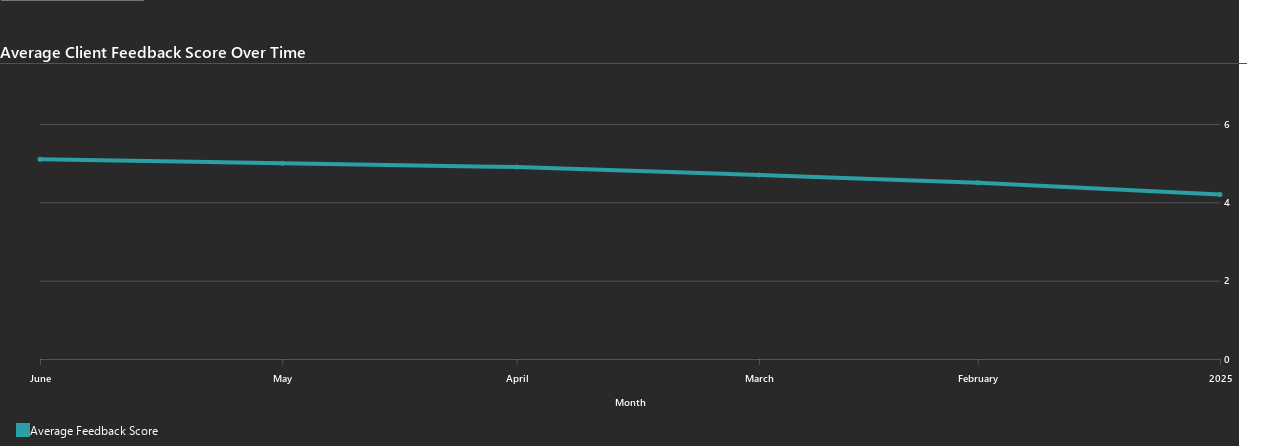 Average Client Feedback Score Over Time
6
4
2
0
June May April March February 2025
Month
Average Feedback Score